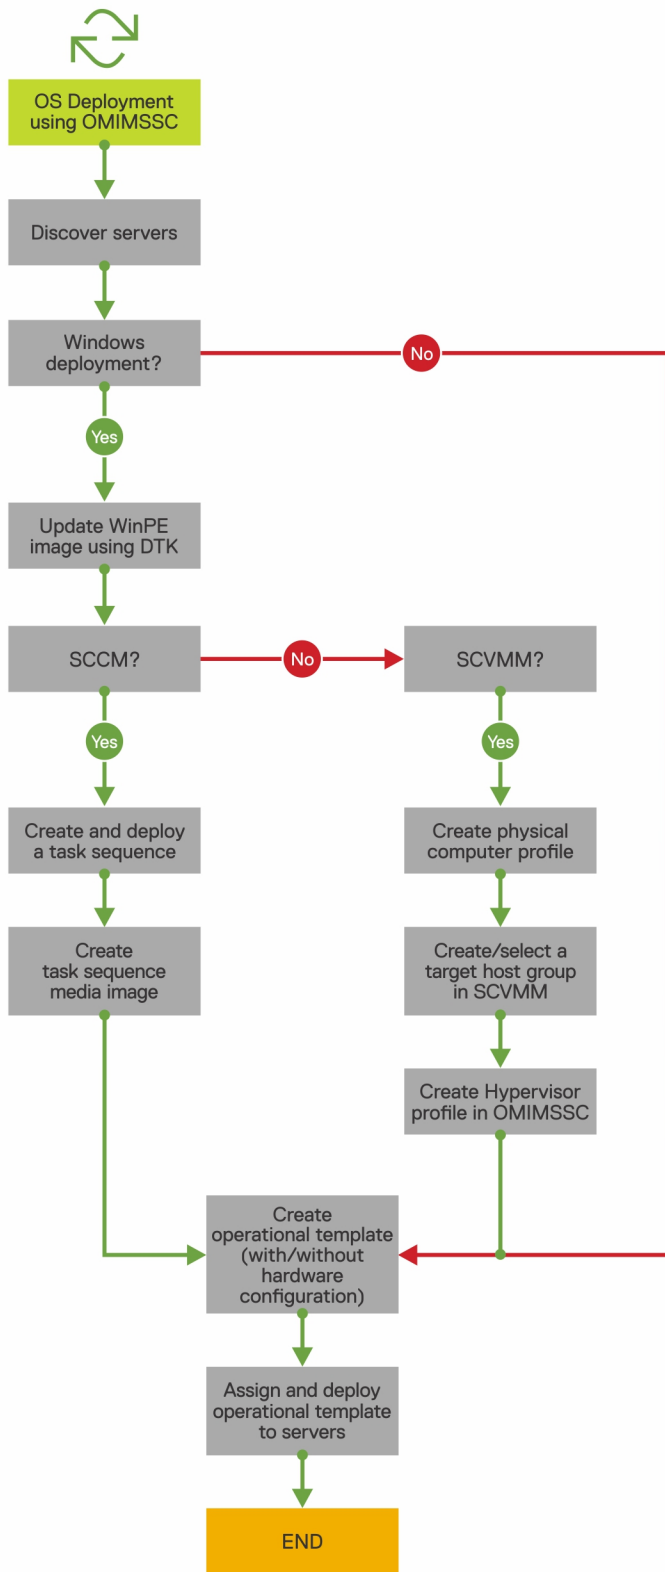 OS Deployment
using OMIMSSC
Discover servers
Windows
deployment?
No
Yes
Update WinPE
image using DTK
SCCM?
No
SCVMM?
Yes
Yes
Create and deploy
a task sequence
Create physical
computer profile
Create
task sequence
media image
Create/select a
target host group
in SCVMM
Create Hypervisor
profile in OMIMSSC
Create
operational template
(with/without
hardware
configuration)
Assign and deploy
operational template
to servers
END